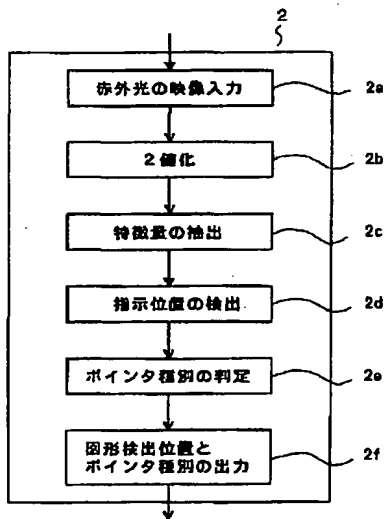 2
赤外光の映像入力
2a
2値化
2b
特徴量の抽出
2c
指示位置の検出
2d
ポインタ種別の判定
2e
図形検出位置と
ポインタ種別の出力
2f